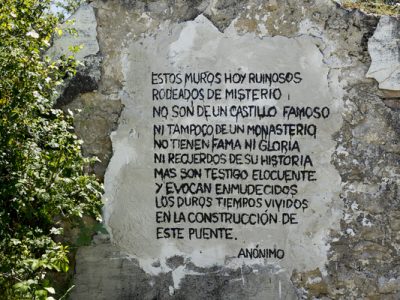 ESTOS MUROS HOY RUINOSOS
RODEADOS DE MISTERIO
NO SON DE UN CASTILLO FAMOSO
NI TAMPOCO DE UN MONASTERIO
NO TIENEN FAMA NI GLORIA
NI RECUERDOS DE SU HISTORIA
MAS SON TESTIGO ELOCUENTE
Y EVOCAN ENMUDECIDOS
LOS DUROS TIEMPOS VIVIDOS
EN LA CONSTRUCCIÓN DE
ESTE PUENTE.
ANÓNIMO